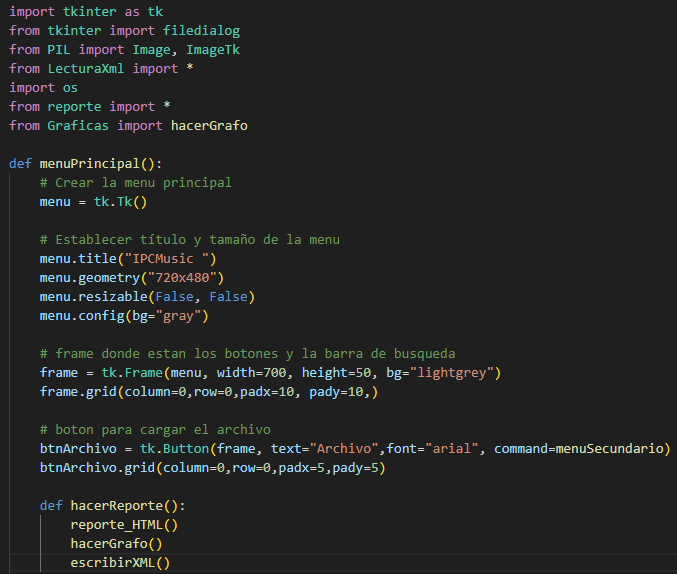 import tkinter as tk
from tkinter import filedialog
from PIL import Image, ImageTk
from LecturaXml import *
import os
from reporte import *
from Graficas import hacerGrafo

def menuPrincipal():
    # Crear la menu principal
    menu = tk.Tk()

    # Establecer título y tamaño de la menu
    menu.title("IPCMusic ")
    menu.geometry("720x480")
    menu.resizable(False, False)
    menu.config(bg="gray")

    # frame donde estan los botones y la barra de busqueda
    frame = tk.Frame(menu, width=700, height=50, bg="lightgrey")
    frame.grid(column=0,row=0,padx=10, pady=10,)

    # boton para cargar el archivo
    btnArchivo = tk.Button(frame, text="Archivo",font="arial", command=menuSecundario)
    btnArchivo.grid(column=0,row=0,padx=5,pady=5)

    def hacerReporte():
        reporte_HTML()
        hacerGrafo()
        escribirXML()